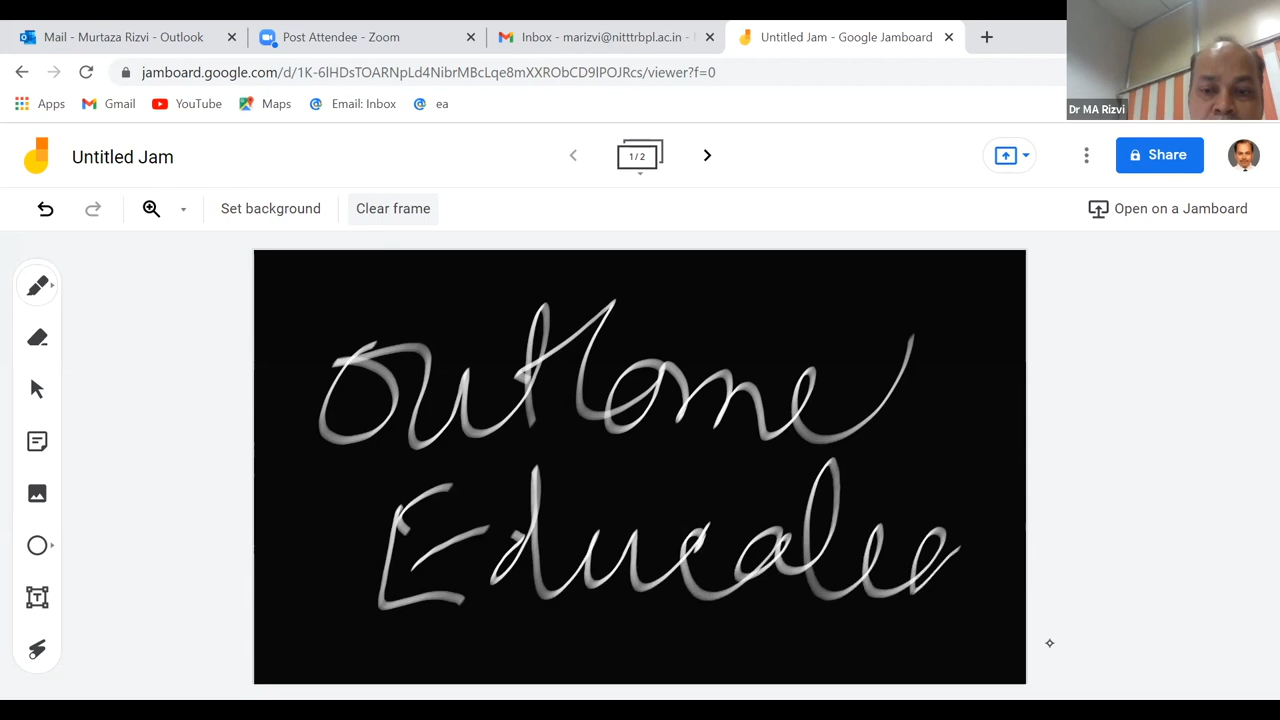 Mail - Murtaza Rizvi - Outlook
Post Attendee - Zoom
Inbox - marizvi@nitttrbpl.ac.in -
Untitled Jam - Google Jamboard
jamboard.google.com/d/1K-6lHDsTOARNpLd4NibrMBcLqe8mXXRObCD9lPOJRcs/viewer?f=0
Apps Gmail YouTube Maps Email: Inbox ea
Dr MA Rizvi
Untitled Jam
1/2
Share
Set background
Clear frame
Open on a Jamboard
Outcome